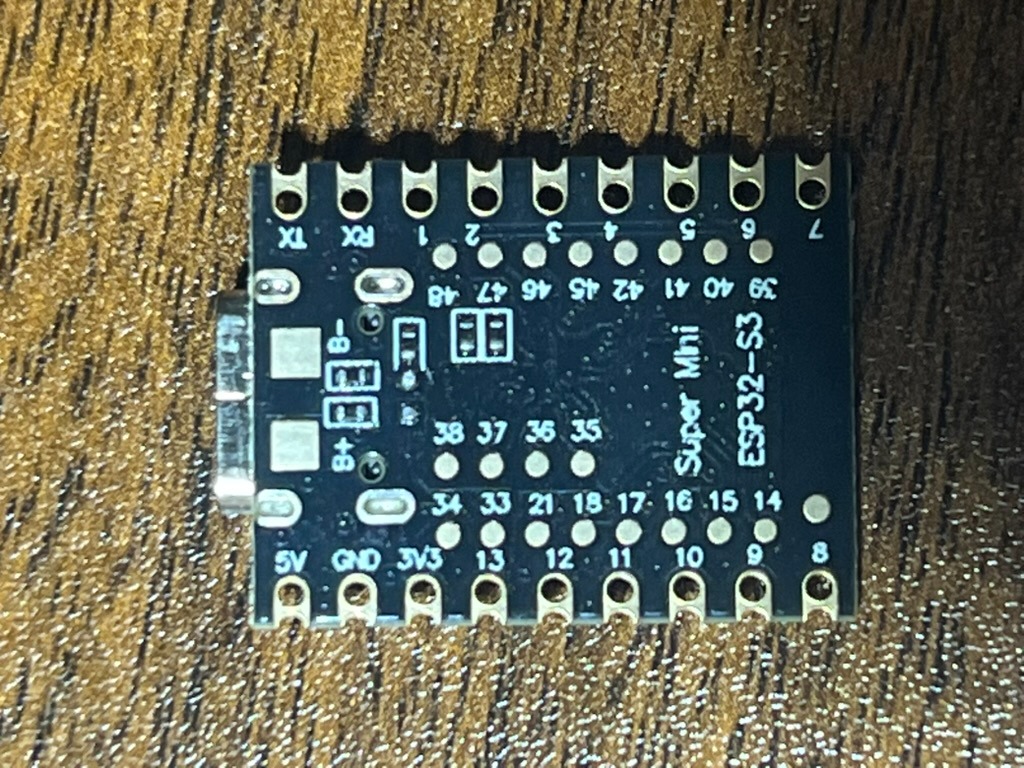 TX RX 1 2 3 4 5 6 7
48 47 46 45 42 41 40 39
B-
B+
Super Mini
ESP32-S3
38 37 36 35
34 33 21 18 17 16 15 14
5V GND 3V3 13 12 11 10 9 8